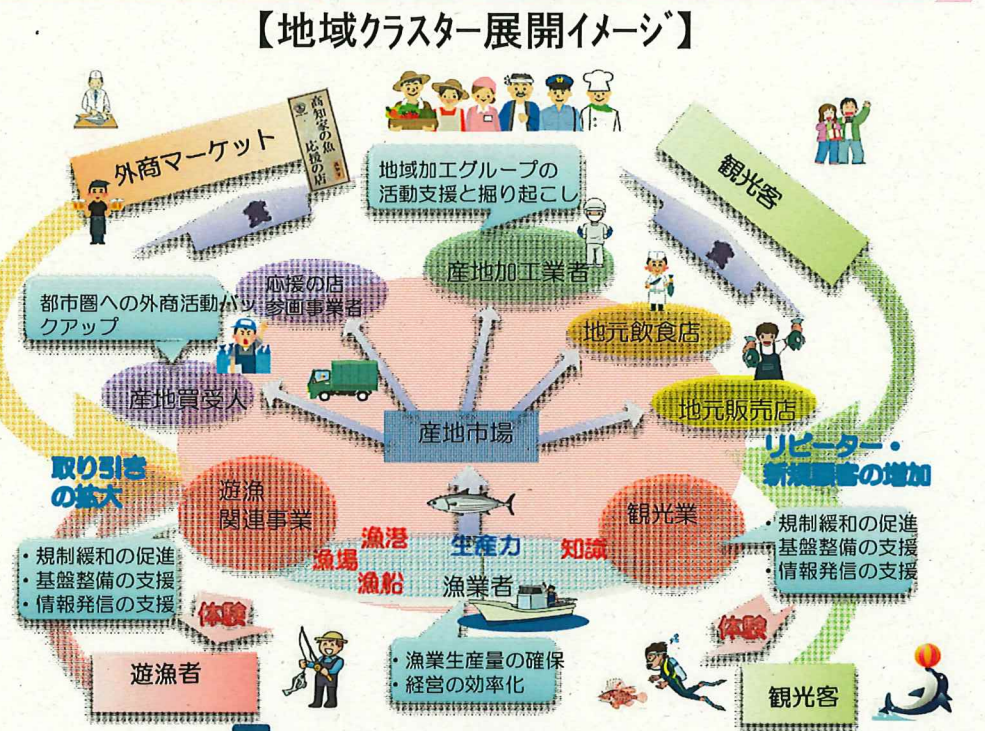 【地域クラスター展開イメージ】
外商マーケット
高知家の魚
応援の店
地域加工グループの
活動支援と掘り起こし
観光客
食
食
産地加工業者
応援の店
参画事業者
都市圏への外商活動バッ
クアップ
地元飲食店
産地買受人
地元販売店
産地市場
取り引き
の拡大
リピーター・
新規顧客の増加
遊漁
関連事業
観光業
漁港
漁場
漁船
生産力
知識
漁業者
・規制緩和の促進
・基盤整備の支援
・情報発信の支援
・規制緩和の促進
基盤整備の支援
・情報発信の支援
体験
体験
・漁業生産量の確保
・経営の効率化
遊漁者
観光客